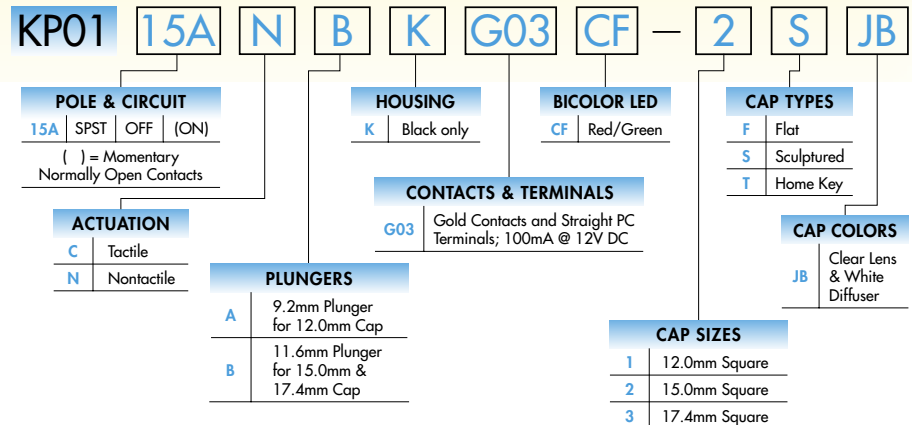 KP01 15A N B K G03 CF — 2 S JB
POLE & CIRCUIT
15A SPST OFF (ON)
( ) = Momentary
Normally Open Contacts
ACTUATION
C Tactile
N Nontactile
PLUNGERS
A 9.2mm Plunger
for 12.0mm Cap
B 11.6mm Plunger
for 15.0mm &
17.4mm Cap
HOUSING
K Black only
CONTACTS & TERMINALS
G03 Gold Contacts and Straight PC
Terminals; 100mA @ 12V DC
BICOLOR LED
CF Red/Green
CAP SIZES
1 12.0mm Square
2 15.0mm Square
3 17.4mm Square
CAP TYPES
F Flat
S Sculptured
T Home Key
CAP COLORS
JB Clear Lens
& White
Diffuser